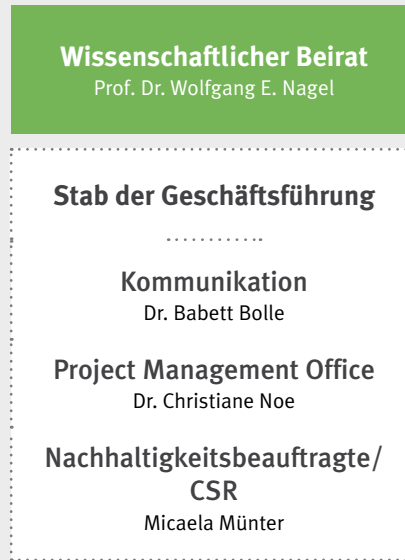 Wissenschaftlicher Beirat
Prof. Dr. Wolfgang E. Nagel
Stab der Geschäftsführung
Kommunikation
Dr. Babett Bolle
Project Management Office
Dr. Christiane Noe
Nachhaltigkeitsbeauftragte/
CSR
Micaela Münter